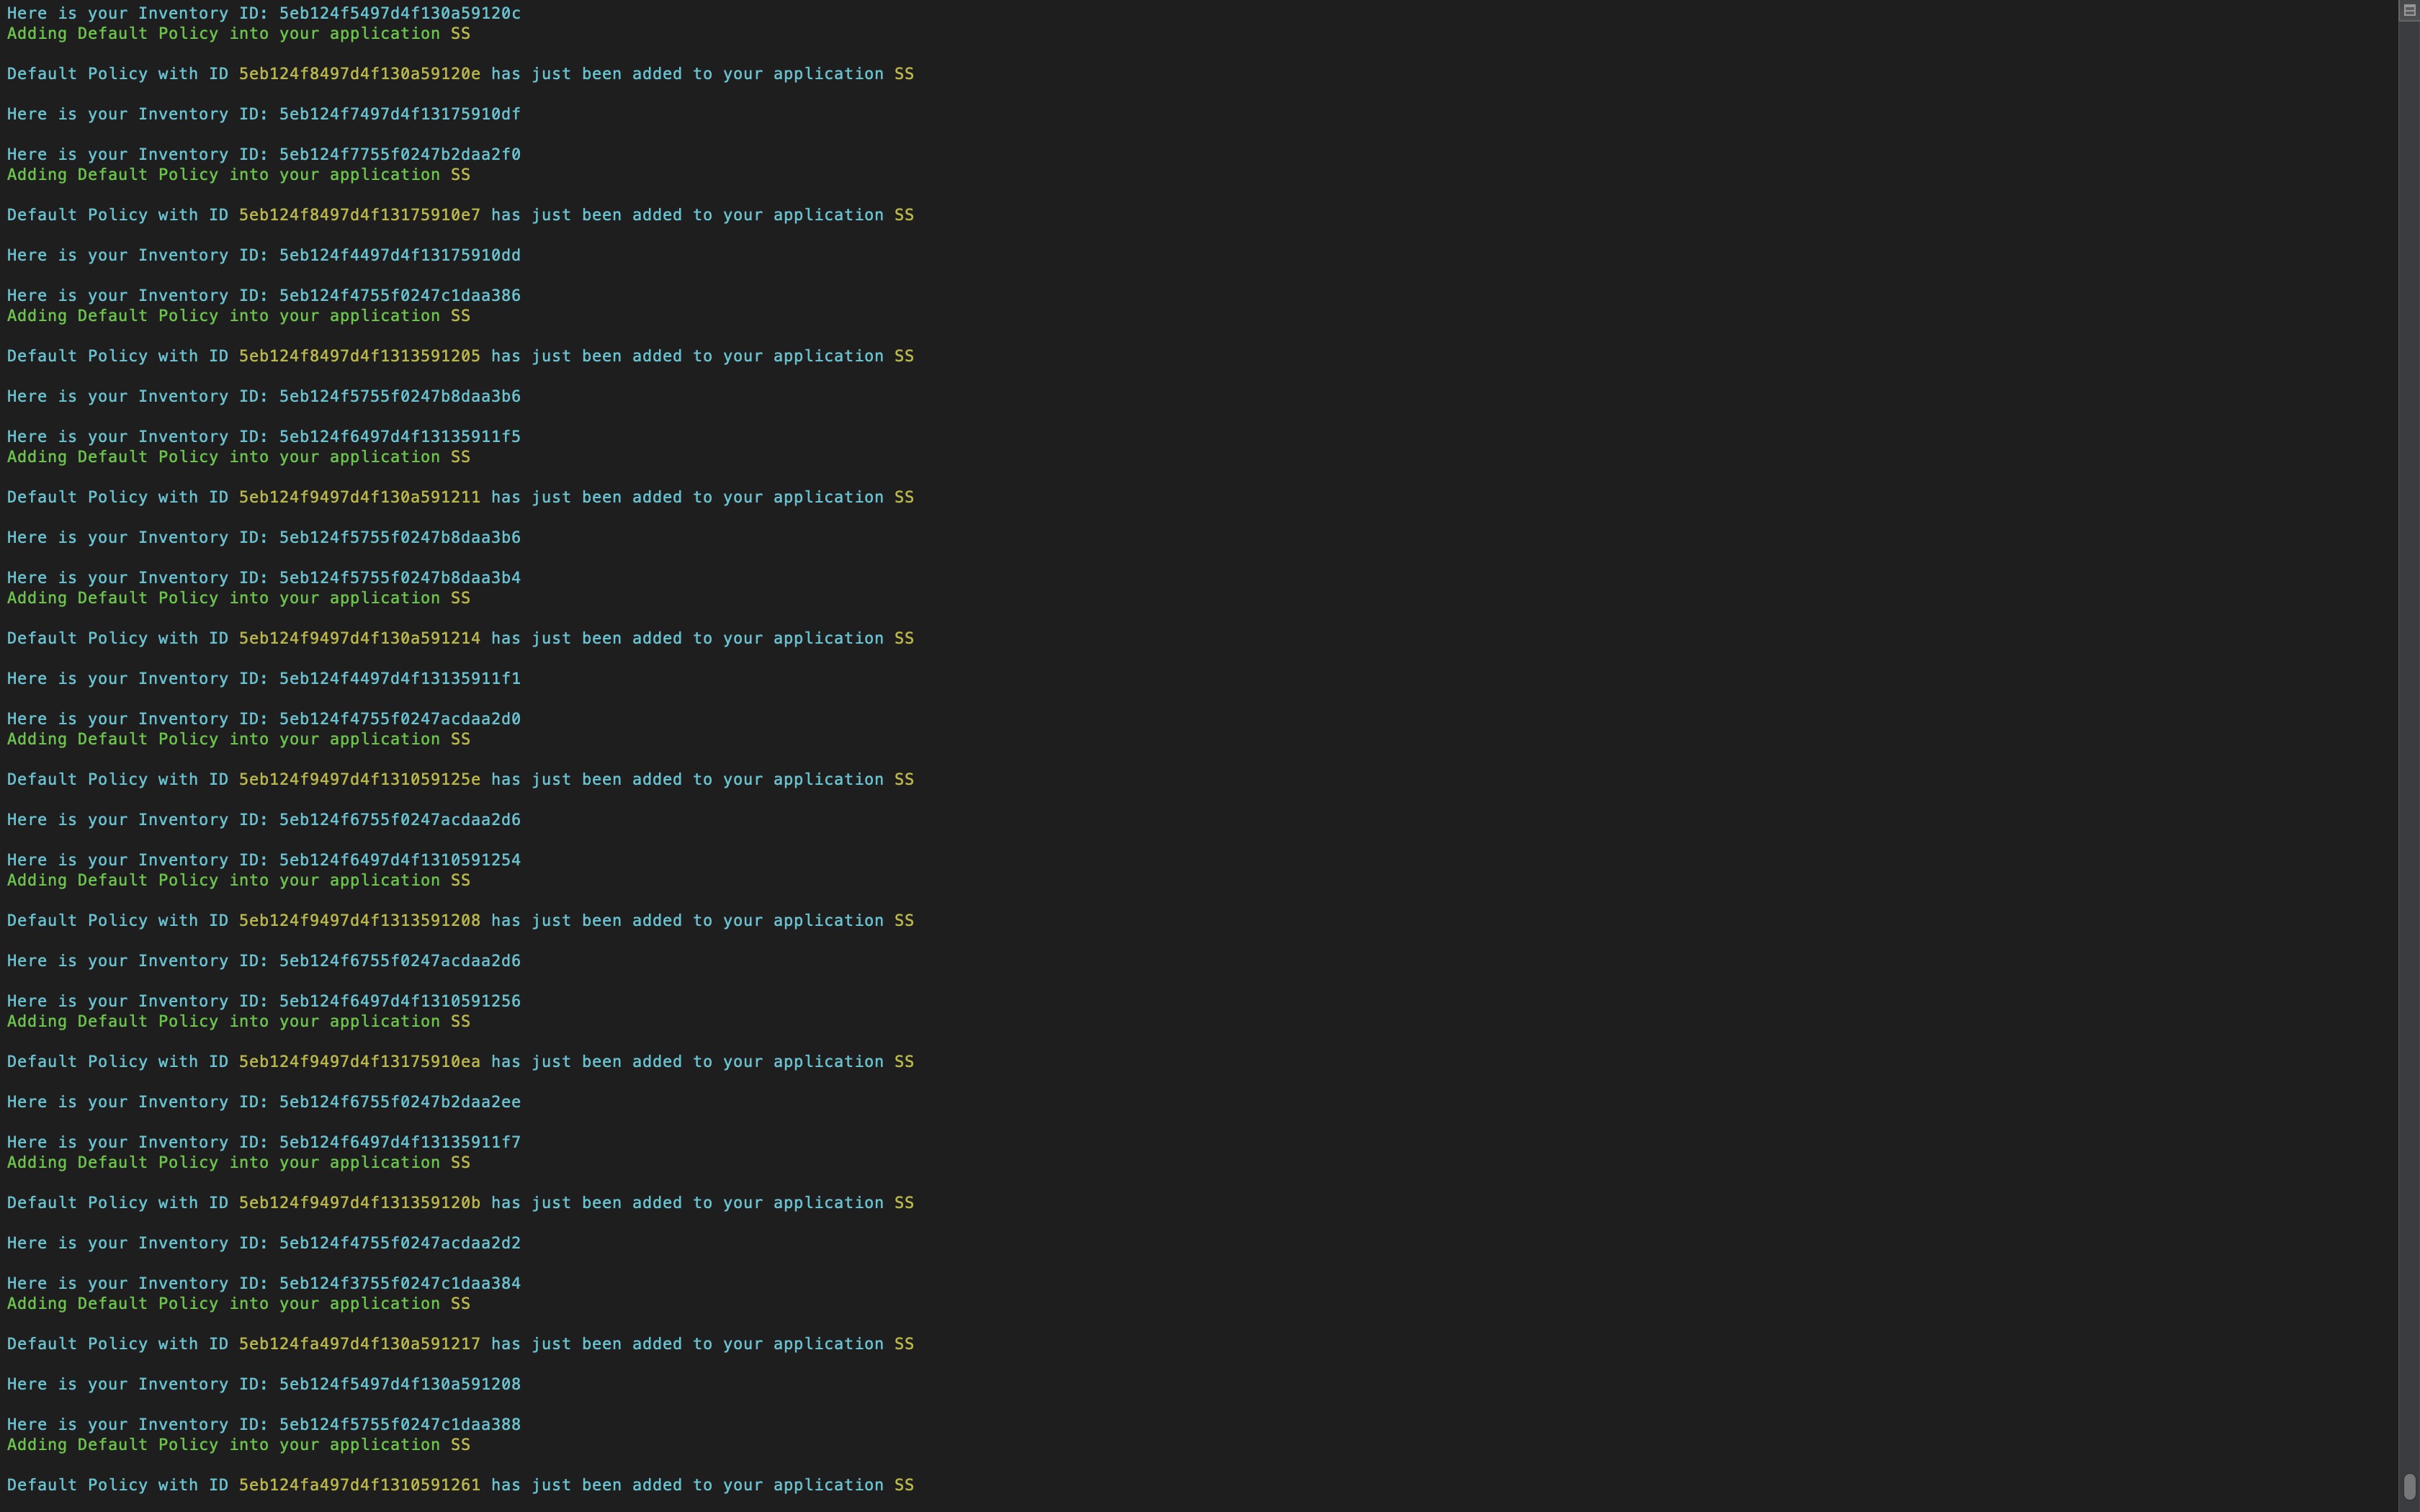 Here is your Inventory ID: 5eb124f5497d4f130a59120c
Adding Default Policy into your application SS
Default Policy with ID 5eb124f8497d4f130a59120e has just been added to your application SS
Here is your Inventory ID: 5eb124f7497d4f13175910df
Here is your Inventory ID: 5eb124f7755f0247b2daa2f0
Adding Default Policy into your application SS
Default Policy with ID 5eb124f8497d4f13175910e7 has just been added to your application SS
Here is your Inventory ID: 5eb124f4497d4f13175910dd
Here is your Inventory ID: 5eb124f4755f0247c1daa386
Adding Default Policy into your application SS
Default Policy with ID 5eb124f8497d4f1313591205 has just been added to your application SS
Here is your Inventory ID: 5eb124f5755f0247b8daa3b6
Here is your Inventory ID: 5eb124f6497d4f13135911f5
Adding Default Policy into your application SS
Default Policy with ID 5eb124f9497d4f130a591211 has just been added to your application SS
Here is your Inventory ID: 5eb124f5755f0247b8daa3b6
Here is your Inventory ID: 5eb124f5755f0247b8daa3b4
Adding Default Policy into your application SS
Default Policy with ID 5eb124f9497d4f130a591214 has just been added to your application SS
Here is your Inventory ID: 5eb124f4497d4f13135911f1
Here is your Inventory ID: 5eb124f4755f0247acdaa2d0
Adding Default Policy into your application SS
Default Policy with ID 5eb124f9497d4f131059125e has just been added to your application SS
Here is your Inventory ID: 5eb124f6755f0247acdaa2d6
Here is your Inventory ID: 5eb124f6497d4f1310591254
Adding Default Policy into your application SS
Default Policy with ID 5eb124f9497d4f1313591208 has just been added to your application SS
Here is your Inventory ID: 5eb124f6755f0247acdaa2d6
Here is your Inventory ID: 5eb124f6497d4f1310591256
Adding Default Policy into your application SS
Default Policy with ID 5eb124f9497d4f13175910ea has just been added to your application SS
Here is your Inventory ID: 5eb124f6755f0247b2daa2ee
Here is your Inventory ID: 5eb124f6497d4f13135911f7
Adding Default Policy into your application SS
Default Policy with ID 5eb124f9497d4f131359120b has just been added to your application SS
Here is your Inventory ID: 5eb124f4755f0247acdaa2d2
Here is your Inventory ID: 5eb124f3755f0247c1daa384
Adding Default Policy into your application SS
Default Policy with ID 5eb124fa497d4f130a591217 has just been added to your application SS
Here is your Inventory ID: 5eb124f5497d4f130a591208
Here is your Inventory ID: 5eb124f5755f0247c1daa388
Adding Default Policy into your application SS
Default Policy with ID 5eb124fa497d4f1310591261 has just been added to your application SS